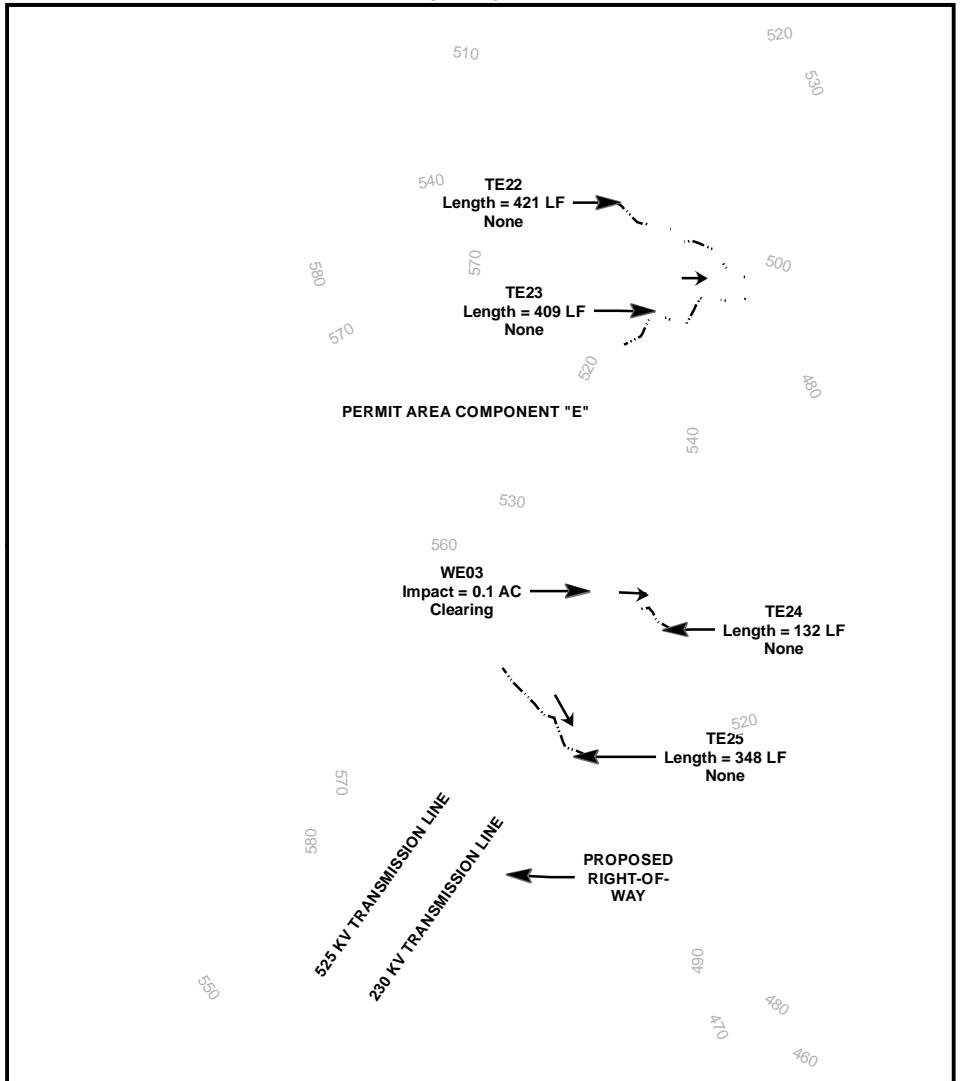 520
510
530
540
TE22
Length = 421 LF
None
570
500
580
TE23
Length = 409 LF
None
570
520
480
PERMIT AREA COMPONENT "E"
540
530
560
WE03
Impact = 0.1 AC
Clearing
TE24
Length = 132 LF
None
520
TE25
Length = 348 LF
None
570
580
525 KV TRANSMISSION LINE
230 KV TRANSMISSION LINE
PROPOSED
RIGHT-OF-
WAY
490
550
480
470
460